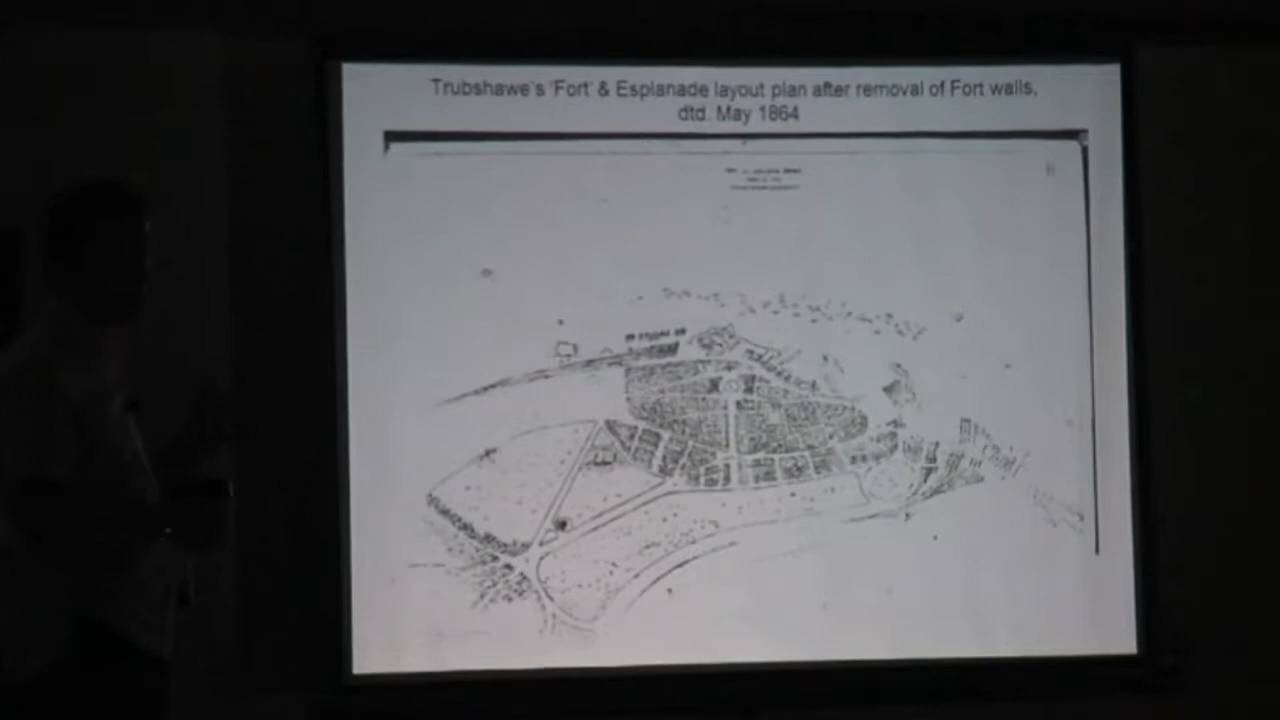 Trubshawe's 'Fort' & Esplanade layout plan after removal of Fort walls,
dtd. May 1864